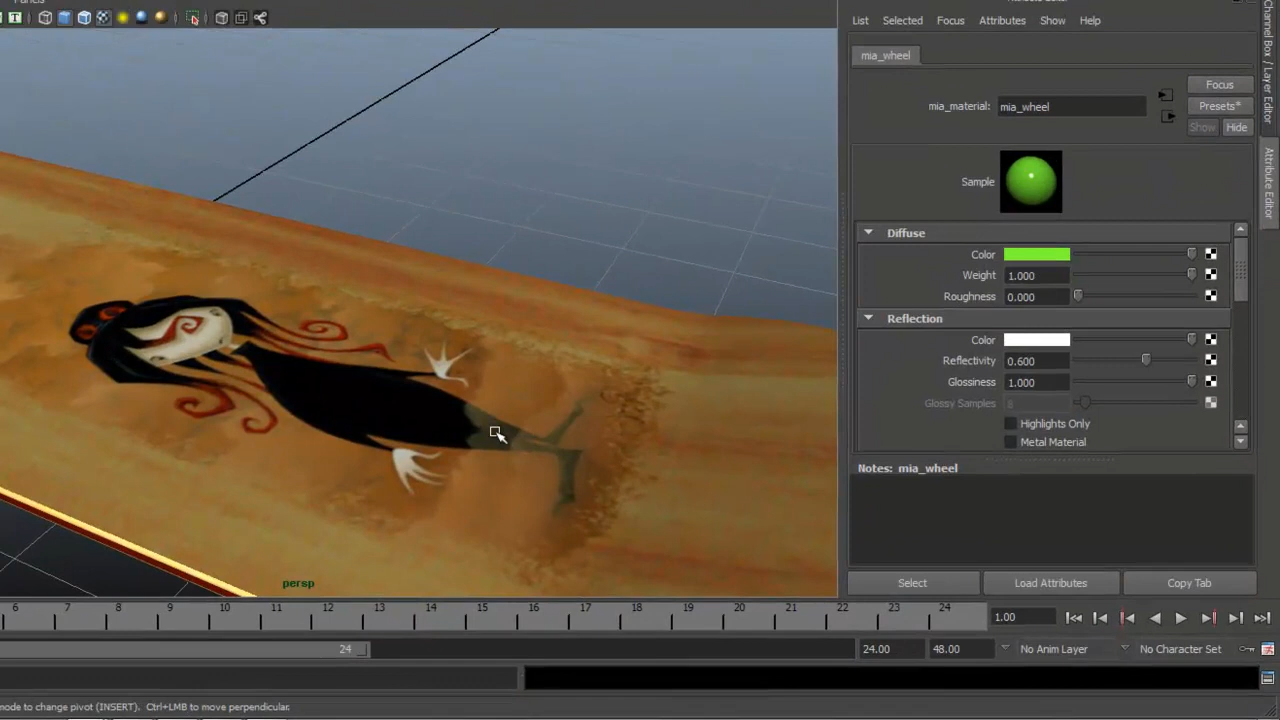 Panels
T
List Selected Focus Attributes Show Help
mia_wheel
Channel Box / Layer Editor
Attribute Editor
mia_material: mia_wheel
Focus
Presets*
Show Hide
Sample
Diffuse
Color
Weight 1.000
Roughness 0.000
Reflection
Color
Reflectivity 0.600
Glossiness 1.000
Glossy Samples 8
Highlights Only
Metal Material
Notes: mia_wheel
Select Load Attributes Copy Tab
persp
6 7 8 9 10 11 12 13 14 15 16 17 18 19 20 21 22 23 24
1.00
24 24.00 48.00 No Anim Layer No Character Set
mode to change pivot (INSERT). Ctrl+LMB to move perpendicular.